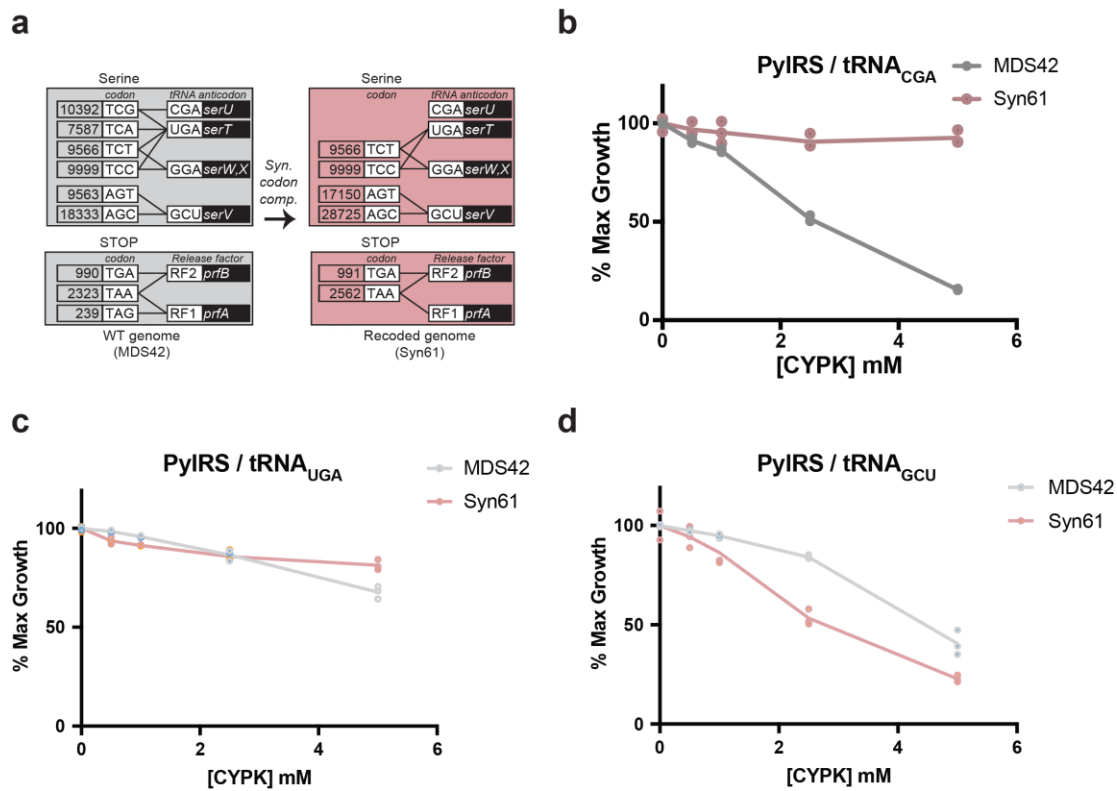 a
Serine
codon tRNA anticodon
10392 TCG CGA serU
7587 TCA UGA serT
9566 TCT
9999 TCC GGA serW,X
9563 AGT
18333 AGC GCU serV
STOP
codon Release factor
990 TGA RF2 prfB
2323 TAA
239 TAG RF1 prfA
WT genome
(MDS42)
Syn.
codon
comp.
Serine
codon tRNA anticodon
CGA serU
UGA serT
9566 TCT
9999 TCC GGA serW,X
17150 AGT
28725 AGC GCU serV
STOP
codon Release factor
991 TGA RF2 prfB
2562 TAA
RF1 prfA
Recoded genome
(Syn61)
b
PylRS / tRNACGA
MDS42
Syn61
% Max Growth
100
50
0
0 2 4 6
[CYPK] mM
c
PylRS / tRNAUGA
MDS42
Syn61
% Max Growth
100
50
0
0 2 4 6
[CYPK] mM
d
PylRS / tRNAGCU
MDS42
Syn61
% Max Growth
100
50
0
0 2 4 6
[CYPK] mM